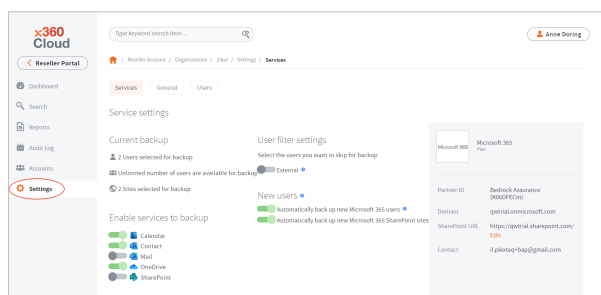 x360
Cloud
Reseller Portal
Dashboard
Search
Reports
Audit Log
Accounts
Settings
Type keyword search here...
Anne Doring
/ Reseller Account / Organizations / 24jul / Settings / Services
Services General Users
Service settings
Current backup
2 Users selected for backup
Unlimited number of users are available for backup
2 Sites selected for backup
Enable services to backup
Calendar
Contact
Mail
OneDrive
SharePoint
User filter settings
Select the users you want to skip for backup
External
New users
Automatically back up new Microsoft 365 users
Automatically back up new Microsoft 365 SharePoint sites
Microsoft 365
Microsoft 365
Plan
Partner ID Bedrock Assurance
(K06DFECm)
Domain qwtrial.onmicrosoft.com
SharePoint URL https://qwtrial.sharepoint.com/
Edit
Contact il.plexteq+bap@gmail.com